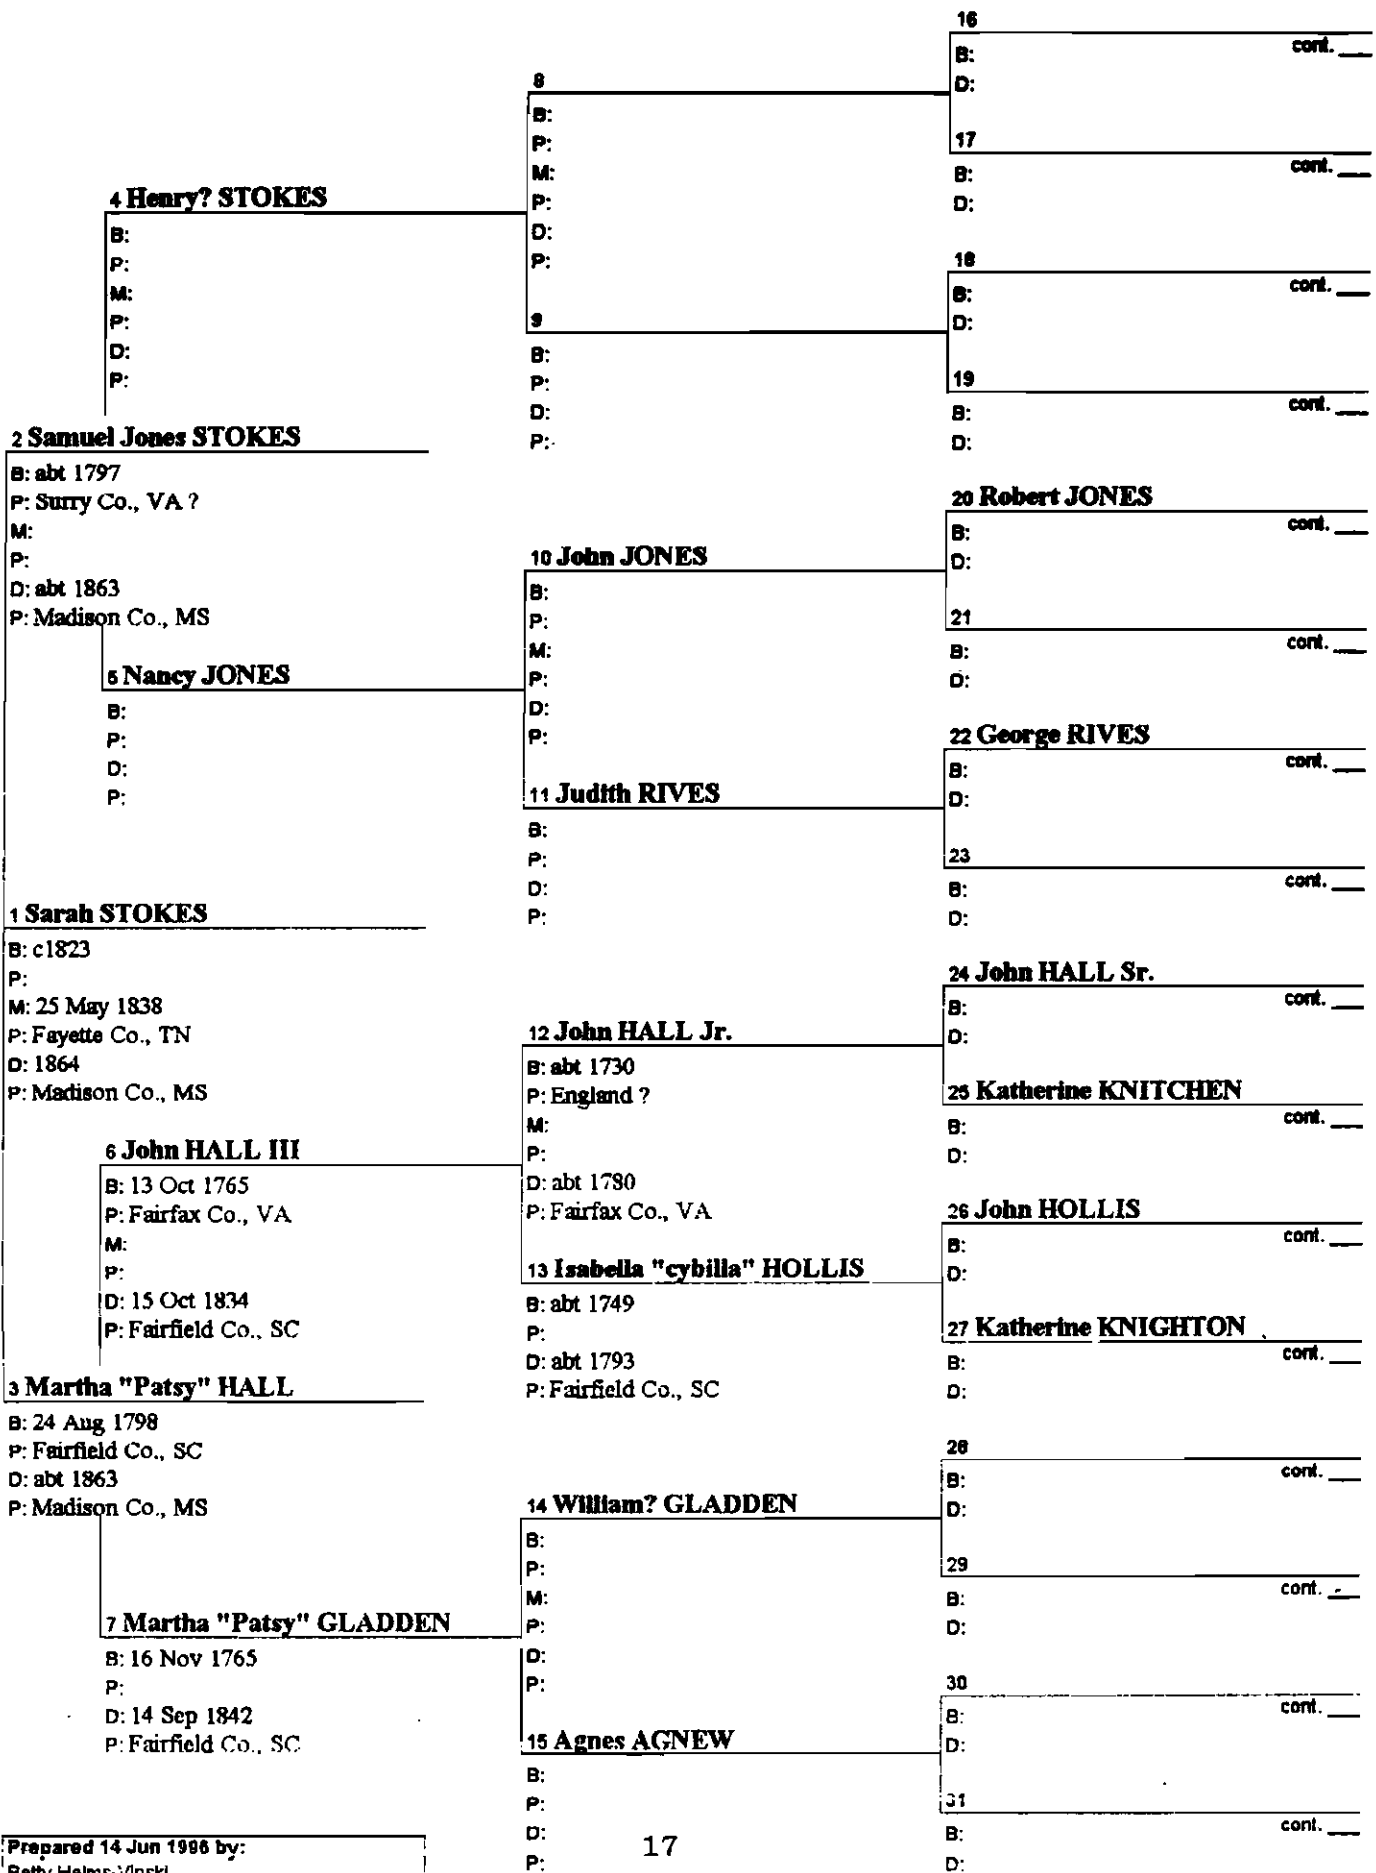 16
cont.
B:
D:
8
B:
P:
M:
P:
D:
P:
17
cont.
B:
D:
4 Henry? STOKES
B:
P:
M:
P:
D:
P:
18
cont.
B:
D:
9
B:
P:
D:
P:
19
cont.
B:
D:
2 Samuel Jones STOKES
B: abt 1797
P: Surry Co., VA ?
M:
P:
D: abt 1863
P: Madison Co., MS
20 Robert JONES
cont.
B:
D:
10 John JONES
B:
P:
M:
P:
D:
P:
21
cont.
B:
D:
5 Nancy JONES
B:
P:
D:
P:
22 George RIVES
cont.
B:
D:
11 Judith RIVES
B:
P:
D:
P:
23
cont.
B:
D:
1 Sarah STOKES
B: c1823
P:
M: 25 May 1838
P: Fayette Co., TN
D: 1864
P: Madison Co., MS
24 John HALL Sr.
cont.
B:
D:
12 John HALL Jr.
B: abt 1730
P: England ?
M:
P:
D: abt 1780
P: Fairfax Co., VA
25 Katherine KNITCHEN
cont.
B:
D:
6 John HALL III
B: 13 Oct 1765
P: Fairfax Co., VA
M:
P:
D: 15 Oct 1834
P: Fairfield Co., SC
26 John HOLLIS
cont.
B:
D:
13 Isabella "cybilla" HOLLIS
B: abt 1749
P:
D: abt 1793
P: Fairfield Co., SC
27 Katherine KNIGHTON
cont.
B:
D:
3 Martha "Patsy" HALL
B: 24 Aug 1798
P: Fairfield Co., SC
D: abt 1863
P: Madison Co., MS
28
cont.
B:
D:
14 William? GLADDEN
B:
P:
M:
P:
D:
P:
29
cont.
B:
D:
7 Martha "Patsy" GLADDEN
B: 16 Nov 1765
P:
D: 14 Sep 1842
P: Fairfield Co., SC
30
cont.
B:
D:
15 Agnes AGNEW
B:
P:
D:
P:
31
cont.
B:
D:
Prepared 14 Jun 1996 by:
Betty Helms-Vinski
17